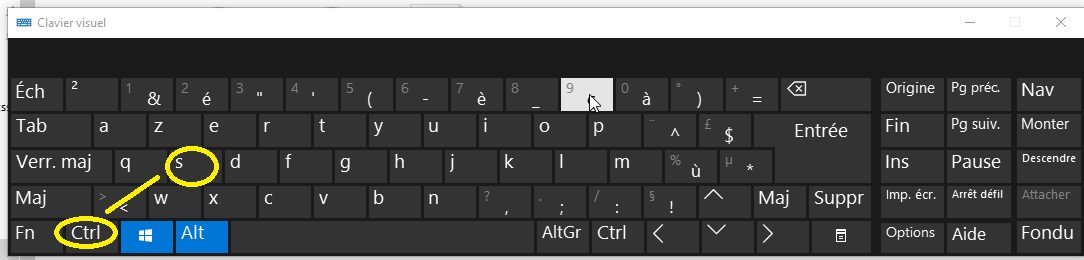 Clavier visuel
Éch ² 1 & 2 é 3 " 4 ' 5 ( 6 - 7 è 8 _ 9 0 à ° ) + = Origine Pg préc. Nav
Tab a z e r t y u i o p ¨ ^ £ $ Entrée Fin Pg suiv. Monter
Verr. maj q s d f g h j k l m % ù µ * Ins Pause Descendre
Maj > < w x c v b n ? , . ; / : § ! Maj Suppr Imp. écr. Arrêt défil Attacher
Fn Ctrl Alt AltGr Ctrl Options Aide Fondu